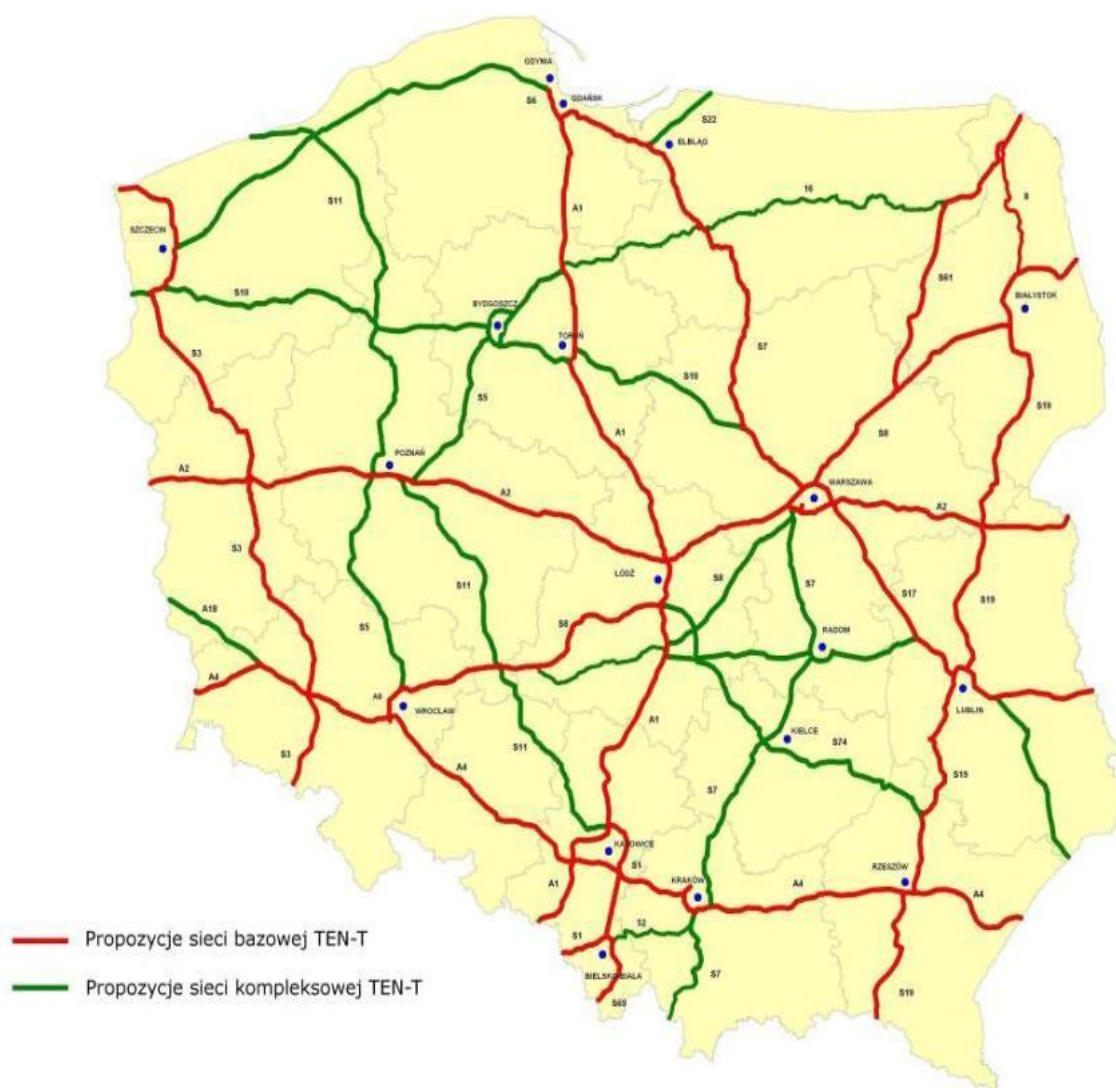 GDYNIA
S6
GDAŃSK
S22
ELBLĄG
16
8
S11
A1
SZCZECIN
S61
S10
BYDGOSZCZ
BIAŁYSTOK
TORUŃ
S3
S7
S10
S5
S19
A1
S8
POZNAŃ
A2
A2
WARSZAWA
A2
S3
ŁÓDŹ
S11
S8
S7
S17
S19
A18
S5
S8
RADOM
A4
A8
WROCŁAW
LUBLIN
A1
KIELCE
S74
S3
S11
A4
S7
S19
KATOWICE
S1
A1
KRAKÓW
RZESZÓW
A4
A4
S1
52
BIELSKO-BIAŁA
S7
S69
S19
Propozycje sieci bazowej TEN-T
Propozycje sieci kompleksowej TEN-T